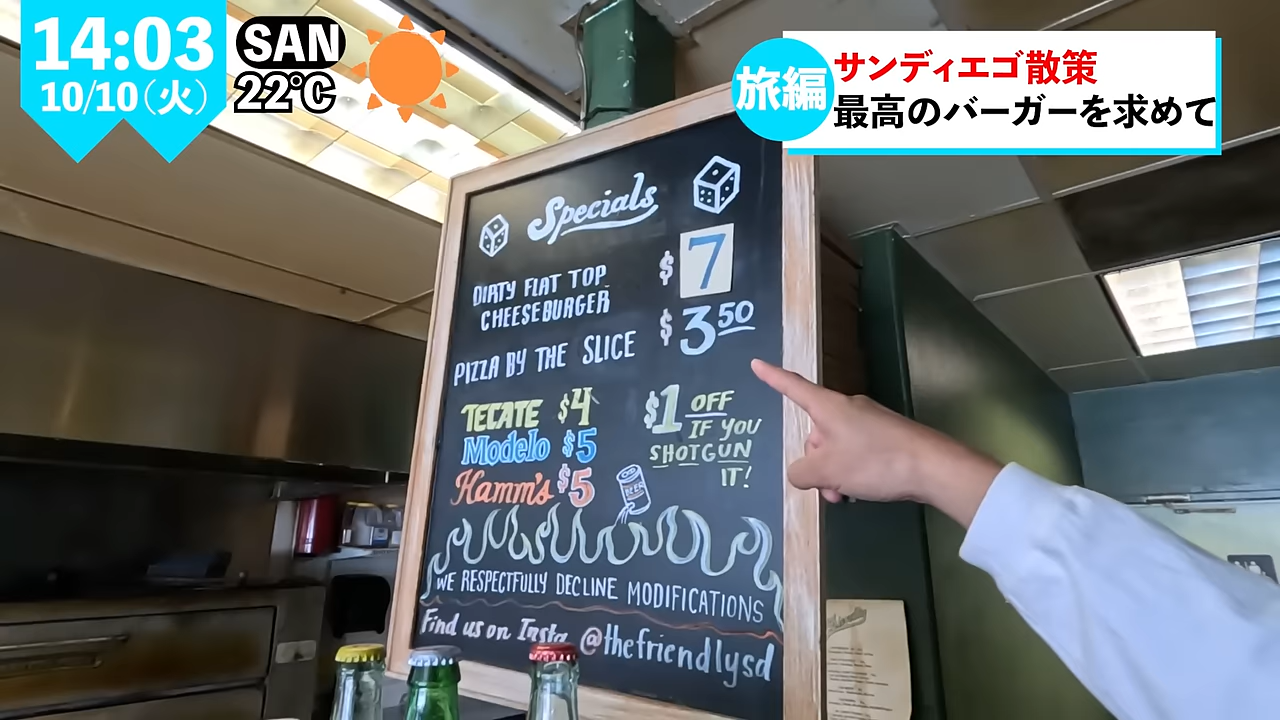 14:03
10/10(火)
SAN
22℃
旅編
サンディエゴ散策
最高のバーガーを求めて
Specials
DIRTY FLAT TOP
CHEESEBURGER
$7
PIZZA BY THE SLICE
$3.50
TECATE $4
Modelo $5
Hamm's $5
$1 OFF
IF YOU
SHOTGUN
IT!
BEER
WE RESPECTFULLY DECLINE MODIFICATIONS
Find us on Insta @thefriendlysd